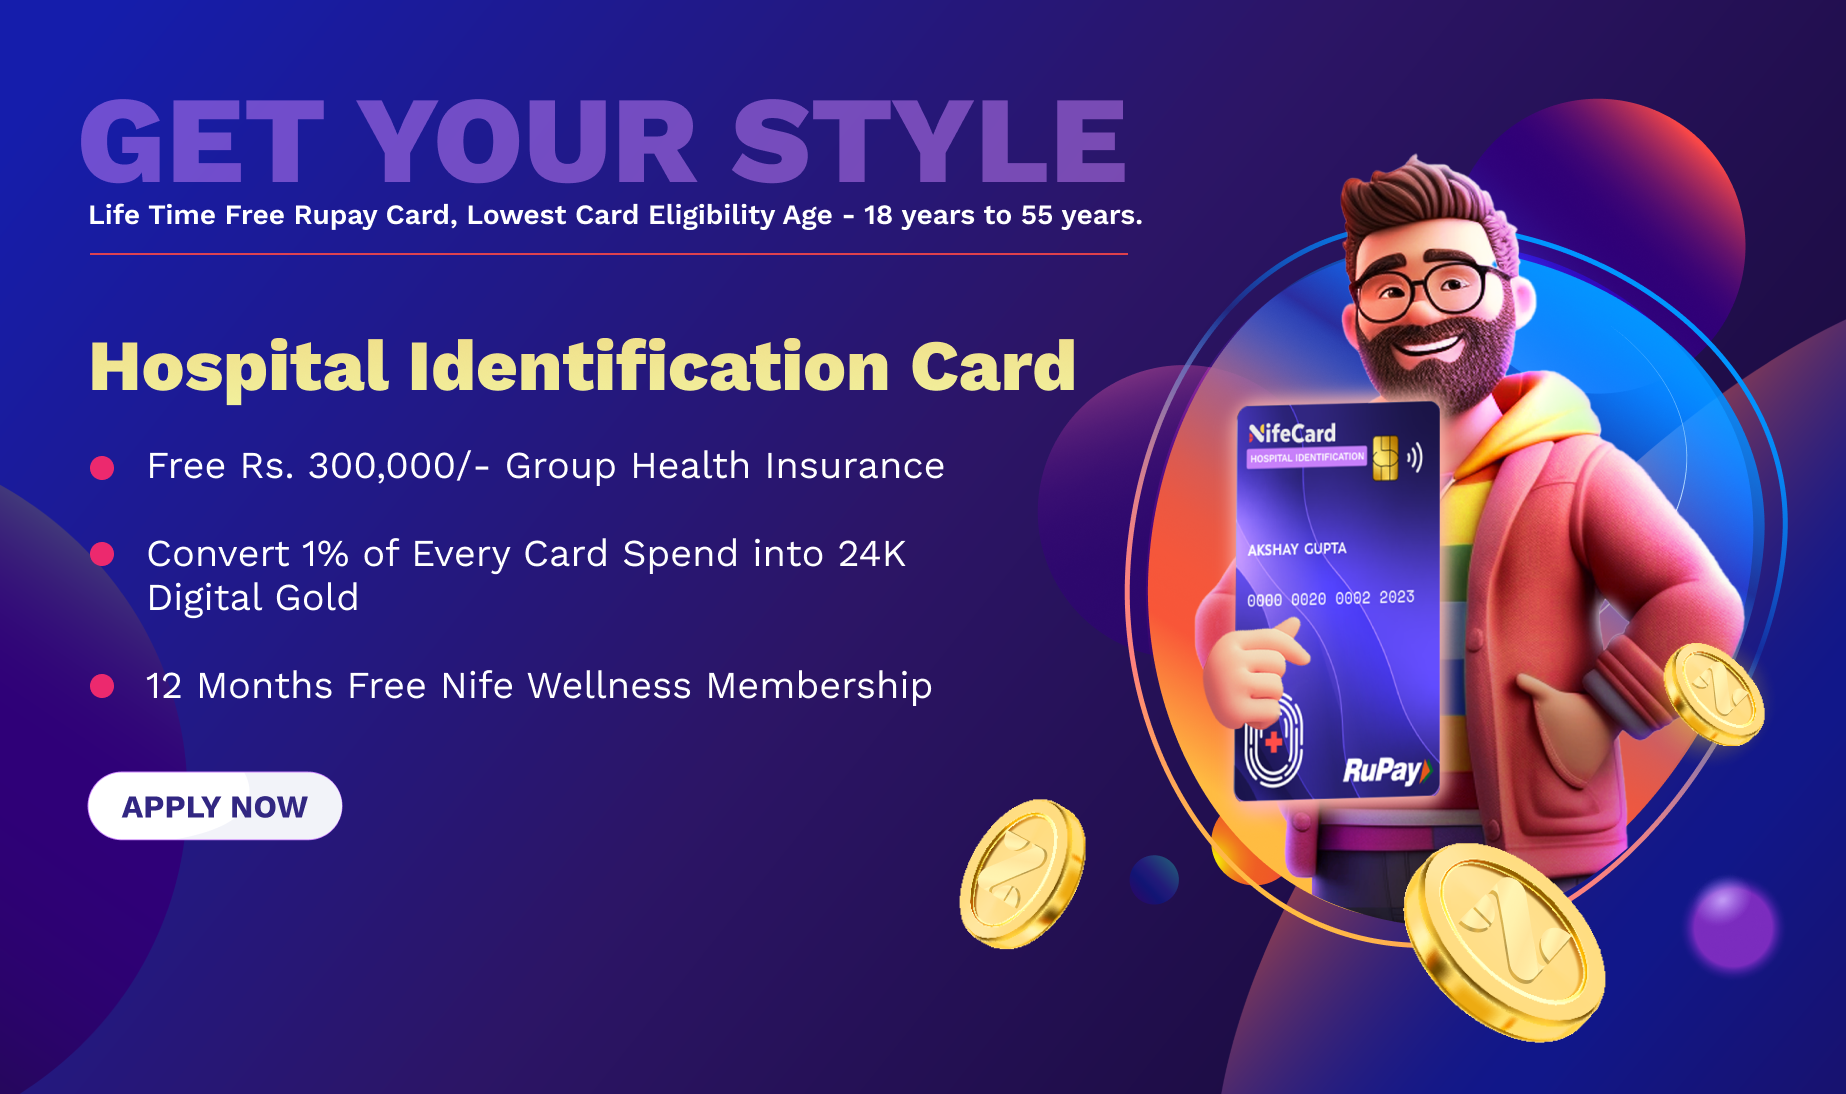 GET YOUR STYLE
Life Time Free Rupay Card, Lowest Card Eligibility Age - 18 years to 55 years.
Hospital Identification Card
Free Rs. 300,000/- Group Health Insurance
Convert 1% of Every Card Spend into 24K
Digital Gold
12 Months Free Nife Wellness Membership
APPLY NOW
NifeCard
HOSPITAL IDENTIFICATION
AKSHAY GUPTA
0000 0020 0002 2023
RuPay